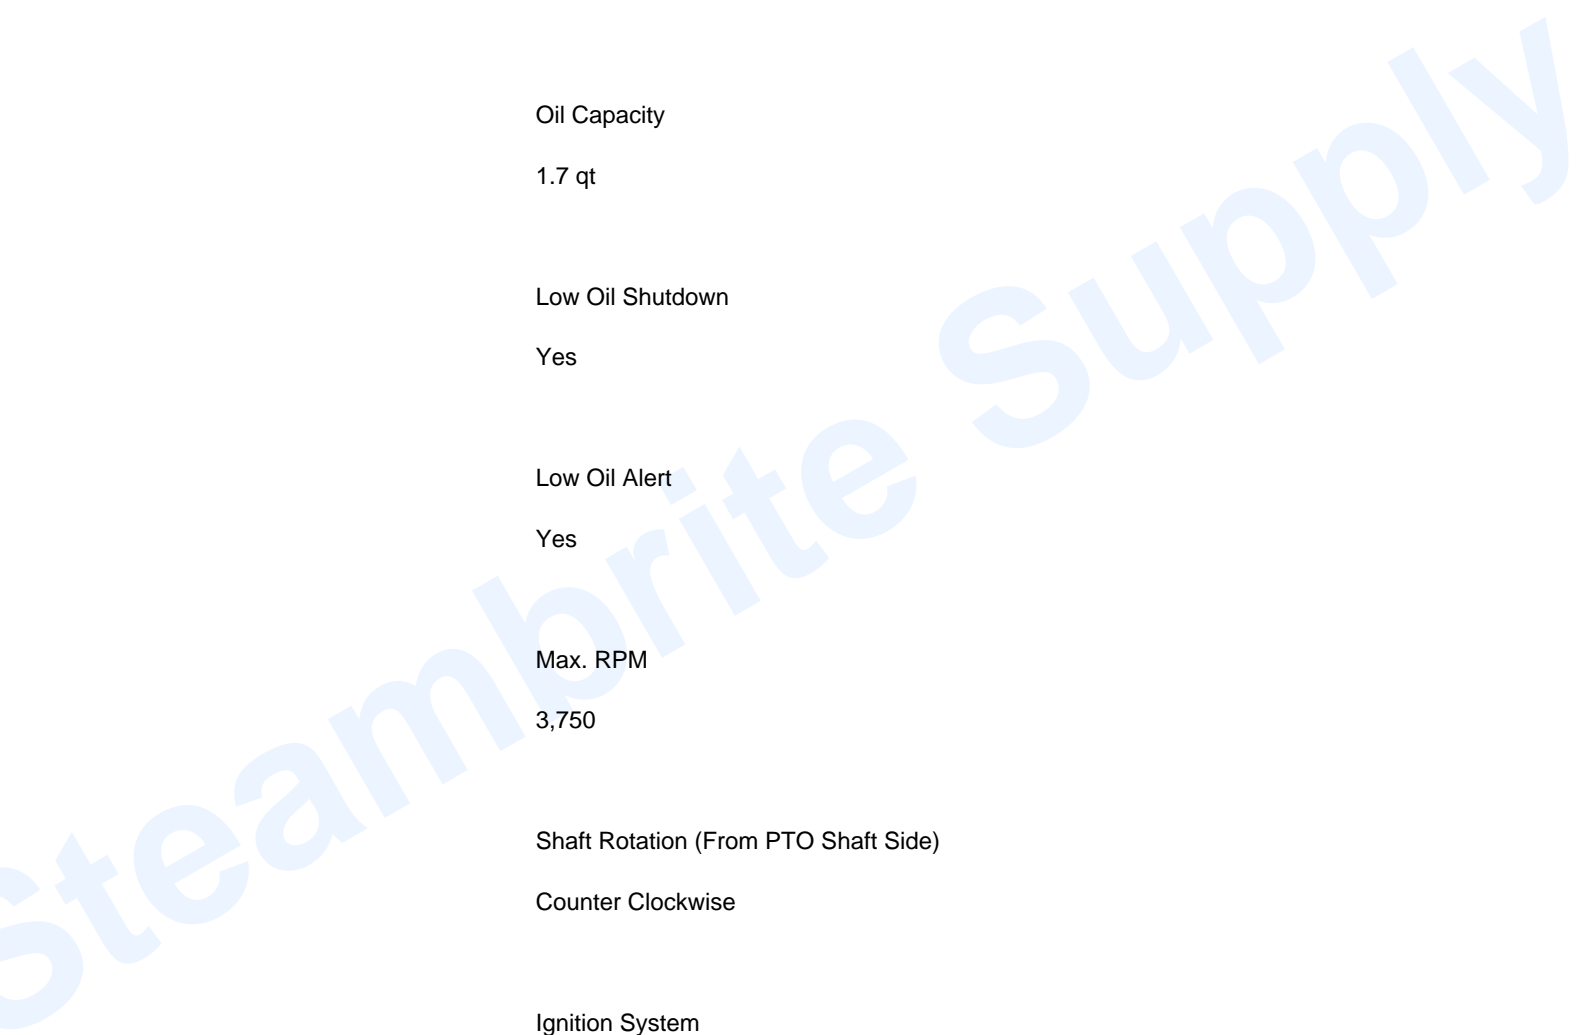 Oil Capacity
1.7 qt
Low Oil Shutdown
Yes
Low Oil Alert
Yes
Max. RPM
3,750
Shaft Rotation (From PTO Shaft Side)
Counter Clockwise
Ignition System
Steambrite Supply